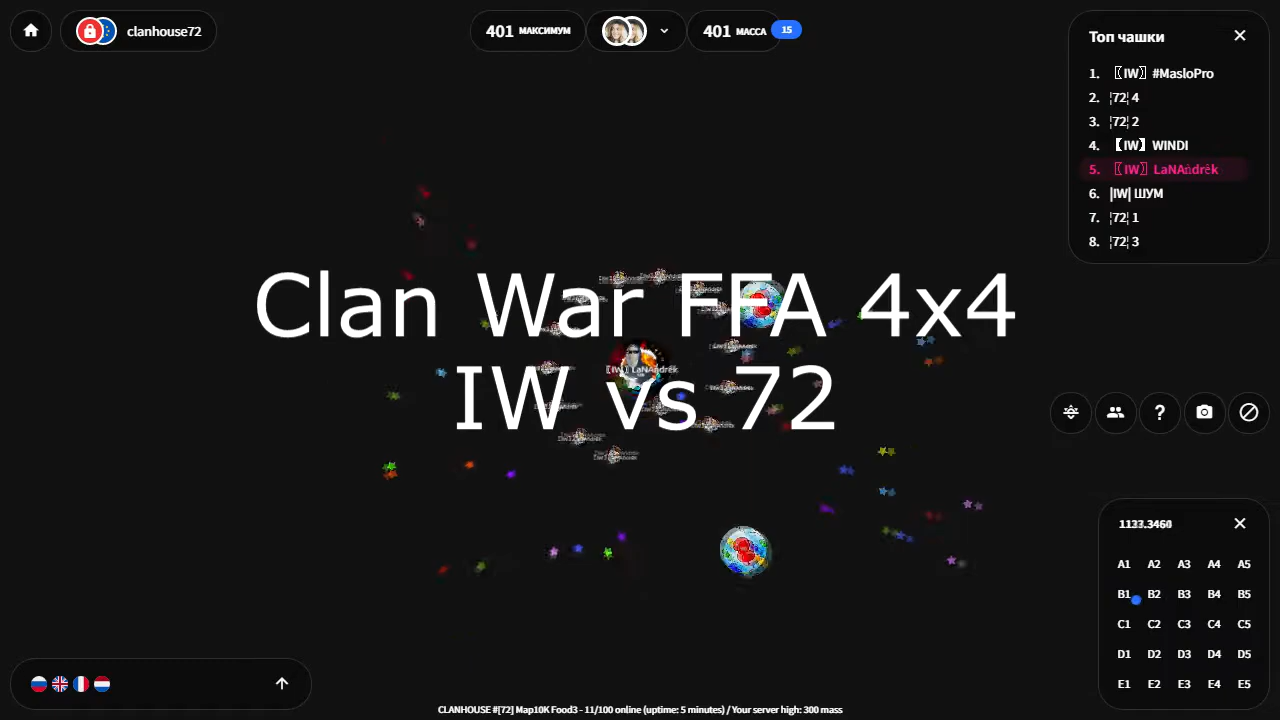 clanhouse72
401 МАКСИМУМ
401 МАССА
15
Топ чашки
1. 〖IW〗 #MasloPro
2. ¦72¦ 4
3. ¦72¦ 2
4. 【IW】 WINDI
5. 〖IW〗 LaNAndrêk
6. |IW| ШУМ
7. ¦72¦ 1
8. ¦72¦ 3
Clan War FFA 4x4
IW vs 72
〖IW〗 LaNAndrêk
A1 A2 A3 A4 A5
B1 B2 B3 B4 B5
C1 C2 C3 C4 C5
D1 D2 D3 D4 D5
E1 E2 E3 E4 E5
CLANHOUSE #[72] Map10K Food3 - 11/100 online (uptime: 5 minutes) / Your server high: 300 mass